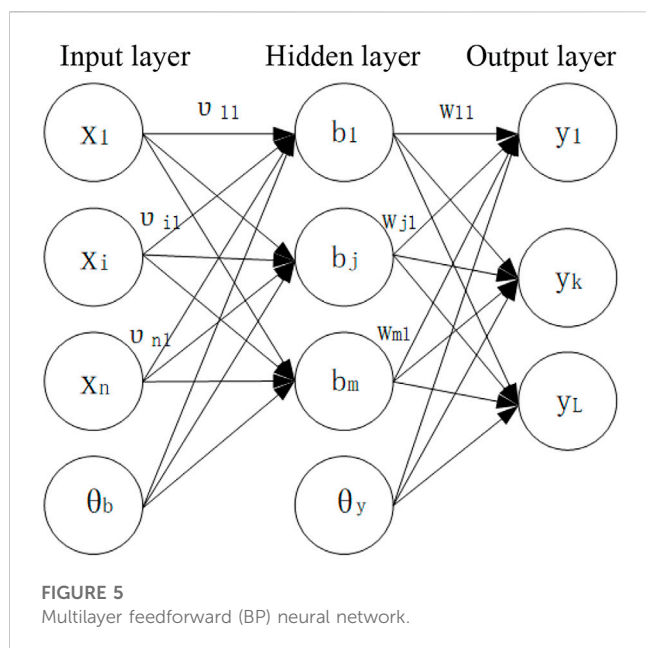 Input layer Hidden layer Output layer
υ 11 w11
x1 b1 y1
υ i1 wj1
xi bj yk
υ n1 wm1
xn bm yL
θb θy
FIGURE 5
Multilayer feedforward (BP) neural network.